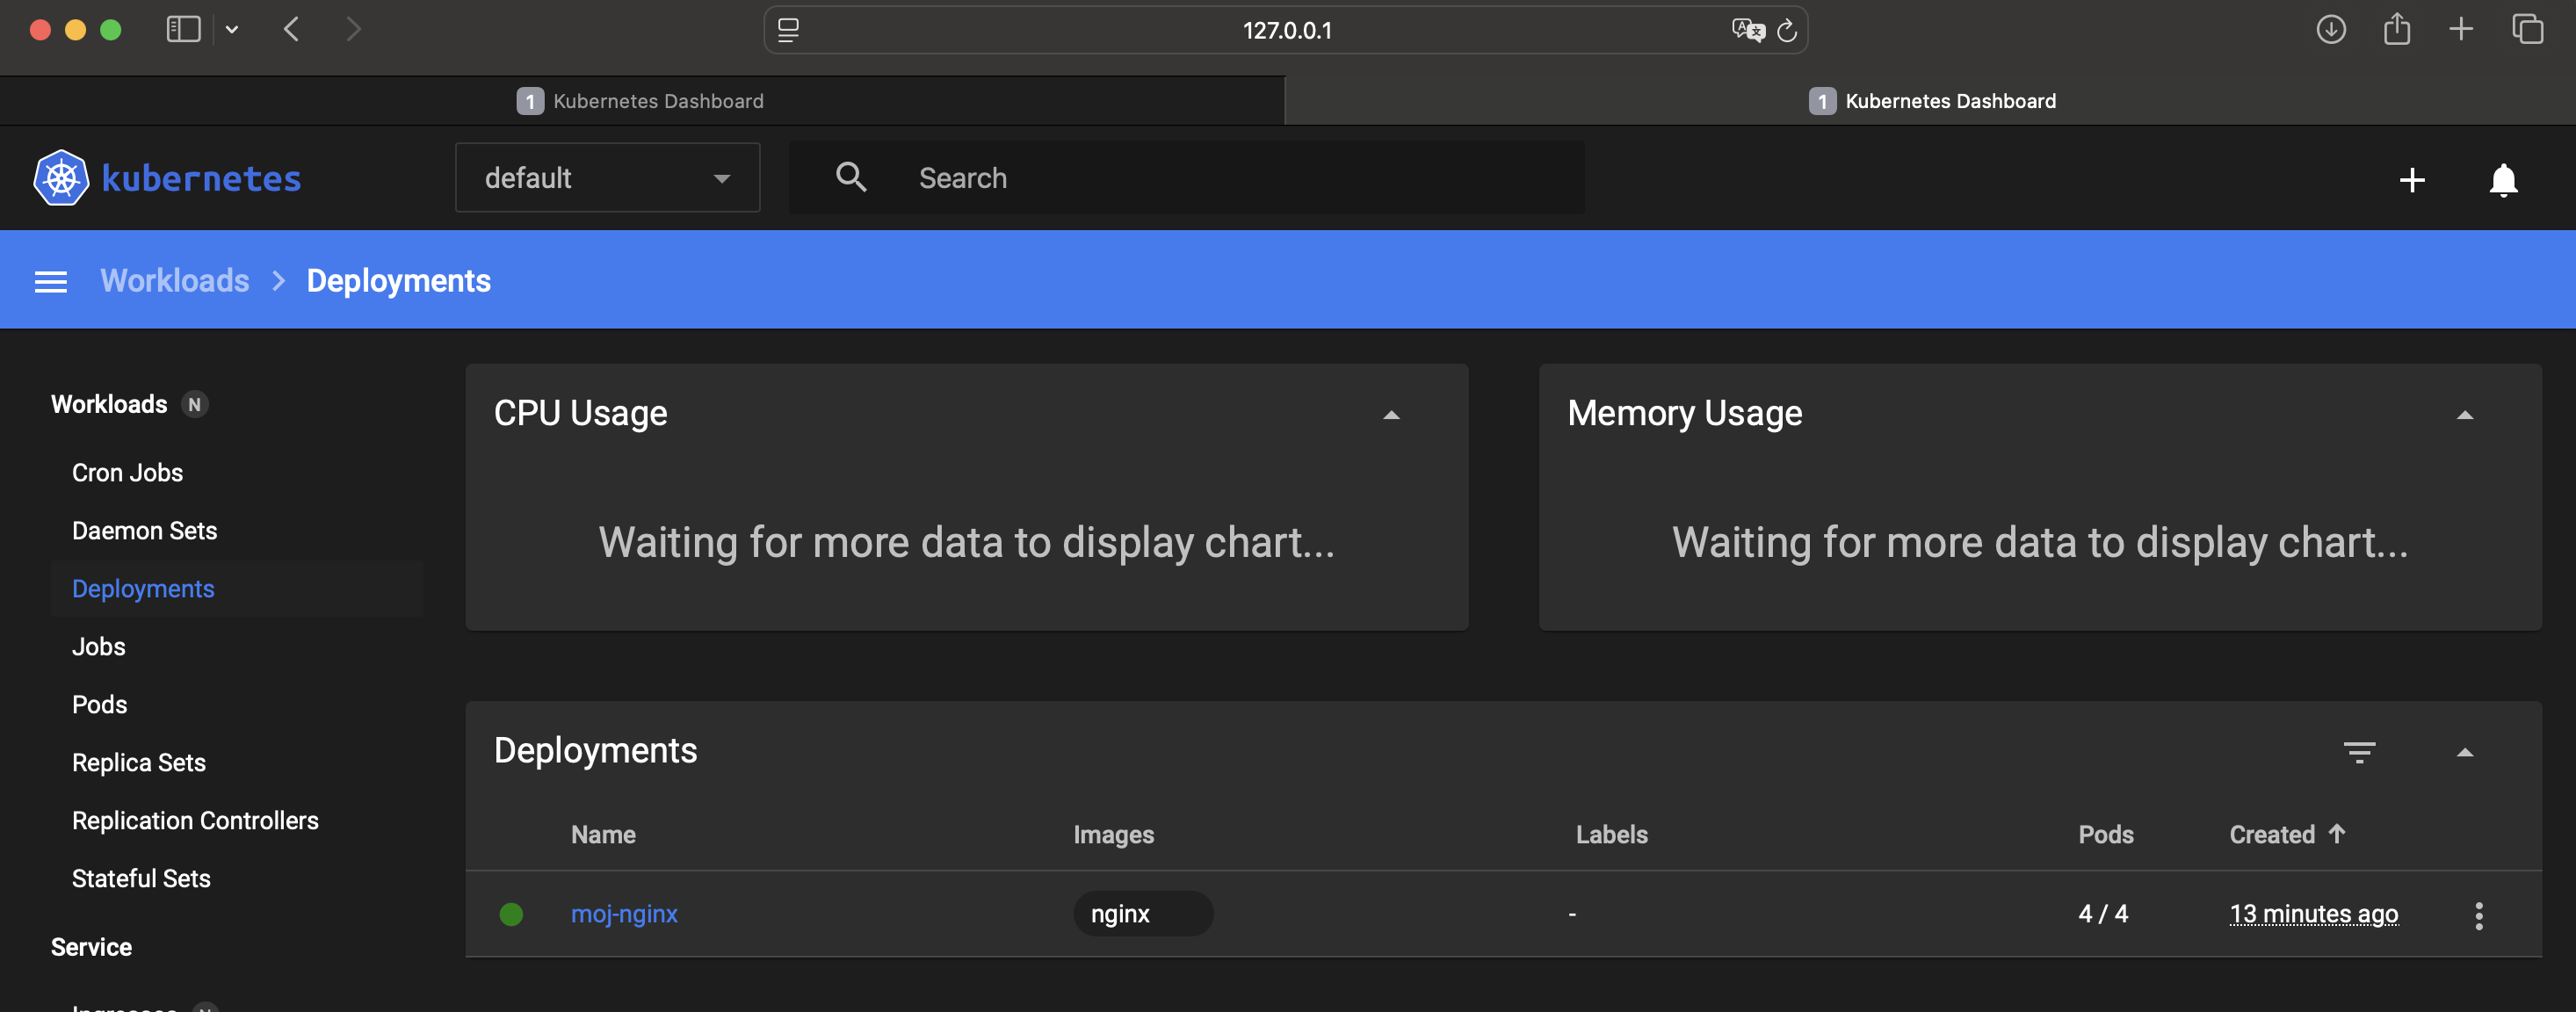 127.0.0.1
1 Kubernetes Dashboard
1 Kubernetes Dashboard
kubernetes
default
Search
Workloads > Deployments
Workloads N
Cron Jobs
Daemon Sets
Deployments
Jobs
Pods
Replica Sets
Replication Controllers
Stateful Sets
Service
Ingresses N
CPU Usage
Waiting for more data to display chart...
Memory Usage
Waiting for more data to display chart...
Deployments
Name Images Labels Pods Created ↑
moj-nginx nginx - 4 / 4 13 minutes ago